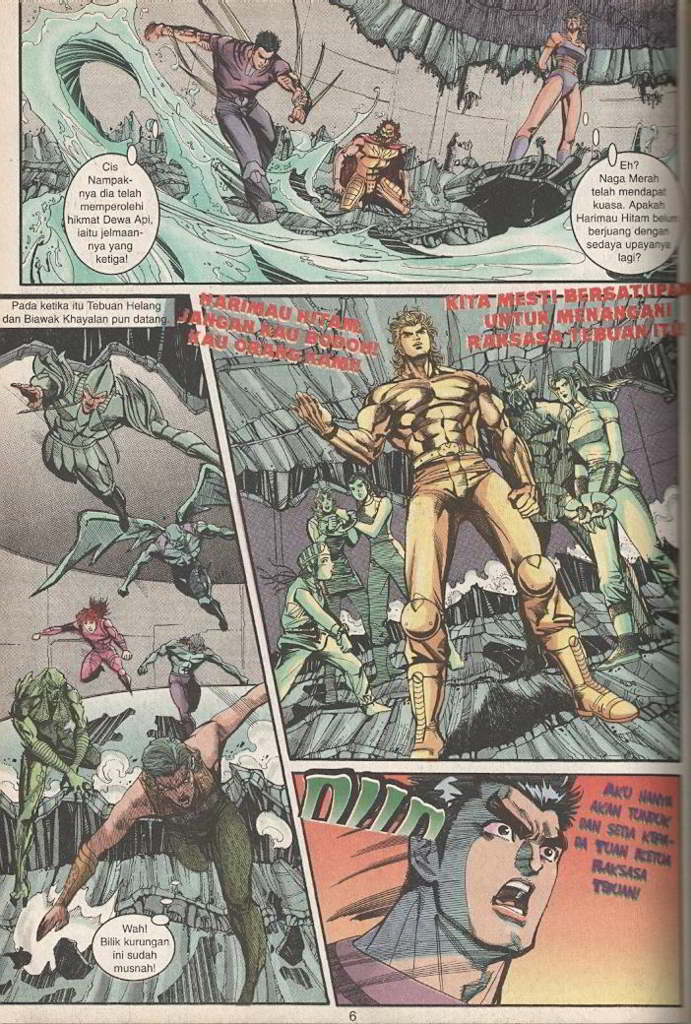 Cis
Nampak-
nya dia telah
memperolehi
hikmat Dewa Api,
iaitu jelmaan-
nya yang
ketiga!
Eh?
Naga Merah
telah mendapat
kuasa. Apakah
Harimau Hitam belum
berjuang dengan
sedaya upayanya
lagi?
Pada ketika itu Tebuan Helang
dan Biawak Khayalan pun datang.
HARIMAU HITAM,
JANGAN KAU BODOH!
KAU ORANG KAMI!
KITA MESTI BERSATUPADU
UNTUK MENANGANI
RAKSASA TEBUAN ITU!
Wah!
Bilik kurungan
ini sudah
musnah!
AKU HANYA
AKAN TUNDUK
DAN SETIA KEPA-
DA TUAN KETUA
RAKSASA
TEBUAN!
6